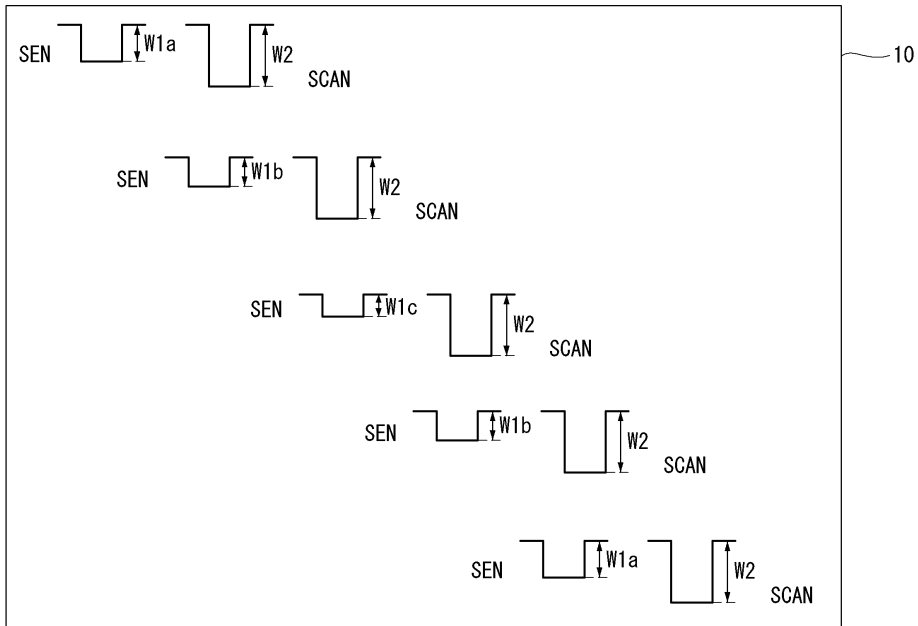 SEN W1a W2 SCAN
10
SEN W1b W2 SCAN
SEN W1c W2 SCAN
SEN W1b W2 SCAN
SEN W1a W2 SCAN